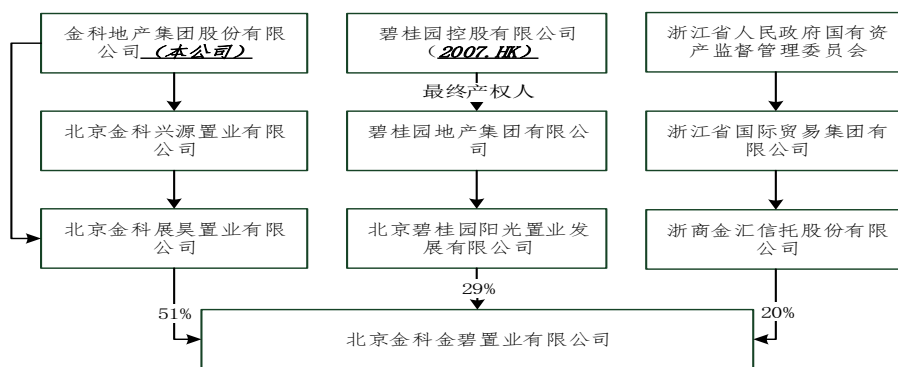 金科地产集团股份有限
公司（本公司）
碧桂园控股有限公司
（2007.HK）
浙江省人民政府国有资
产监督管理委员会
最终产权人
北京金科兴源置业有限
公司
碧桂园地产集团有限公
司
浙江省国际贸易集团有
限公司
北京金科展昊置业有限
公司
北京碧桂园阳光置业发
展有限公司
浙商金汇信托股份有限
公司
51%
29%
20%
北京金科金碧置业有限公司